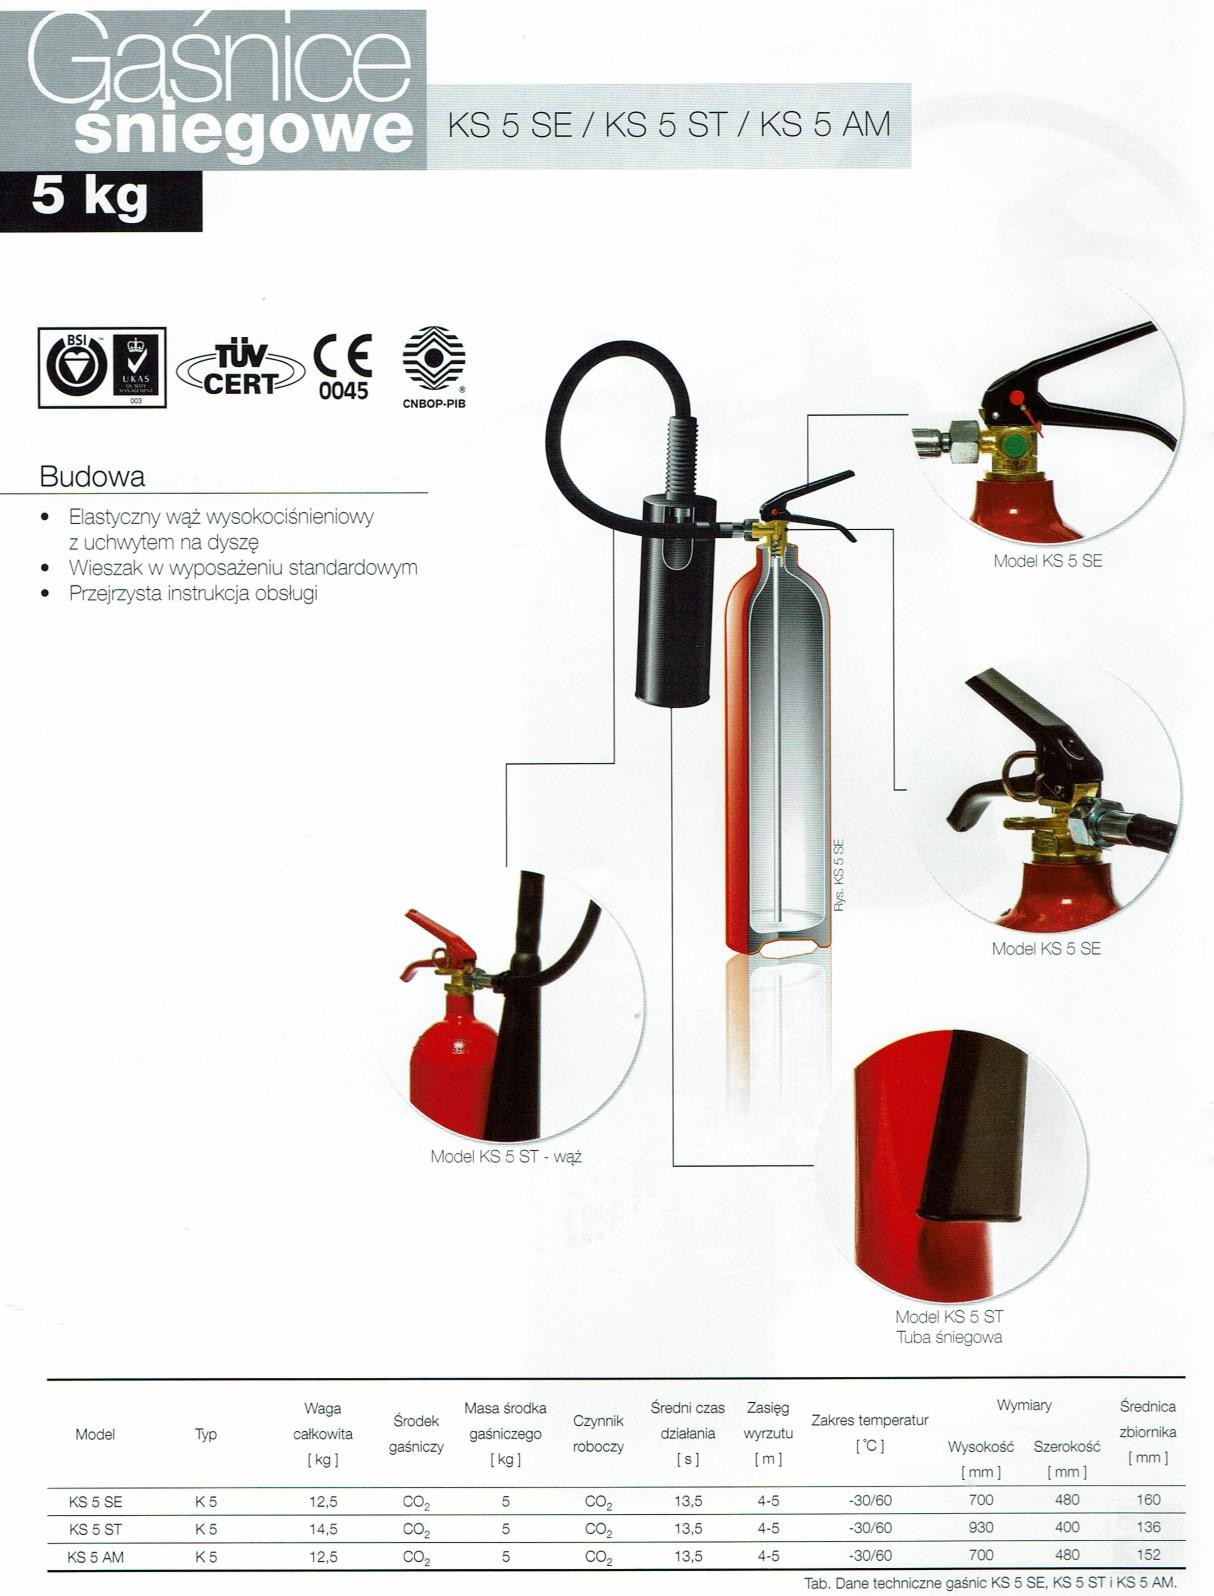 Gaśnice
śniegowe
KS 5 SE / KS 5 ST / KS 5 AM
5 kg
BSI
UKAS
QUALITY
MANAGEMENT
003
TÜV
CERT
CE
0045
CNBOP-PIB
Budowa
• Elastyczny wąż wysokociśnieniowy
z uchwytem na dyszę
• Wieszak w wyposażeniu standardowym
• Przejrzysta instrukcja obsługi
Model KS 5 SE
Rys. KS 5 SE
Model KS 5 SE
Model KS 5 ST - wąż
Model KS 5 ST
Tuba śniegowa
Model Typ Waga całkowita [ kg ] Środek gaśniczy Masa środka gaśniczego [ kg ] Czynnik roboczy Średni czas działania [ s ] Zasięg wyrzutu [ m ] Zakres temperatur [ °C ] Wymiary Wysokość [ mm ] Szerokość [ mm ] Średnica zbiornika [ mm ]
KS 5 SE K 5 12,5 CO2 5 CO2 13,5 4-5 -30/60 700 480 160
KS 5 ST K 5 14,5 CO2 5 CO2 13,5 4-5 -30/60 930 400 136
KS 5 AM K 5 12,5 CO2 5 CO2 13,5 4-5 -30/60 700 480 152
Tab. Dane techniczne gaśnic KS 5 SE, KS 5 ST i KS 5 AM.